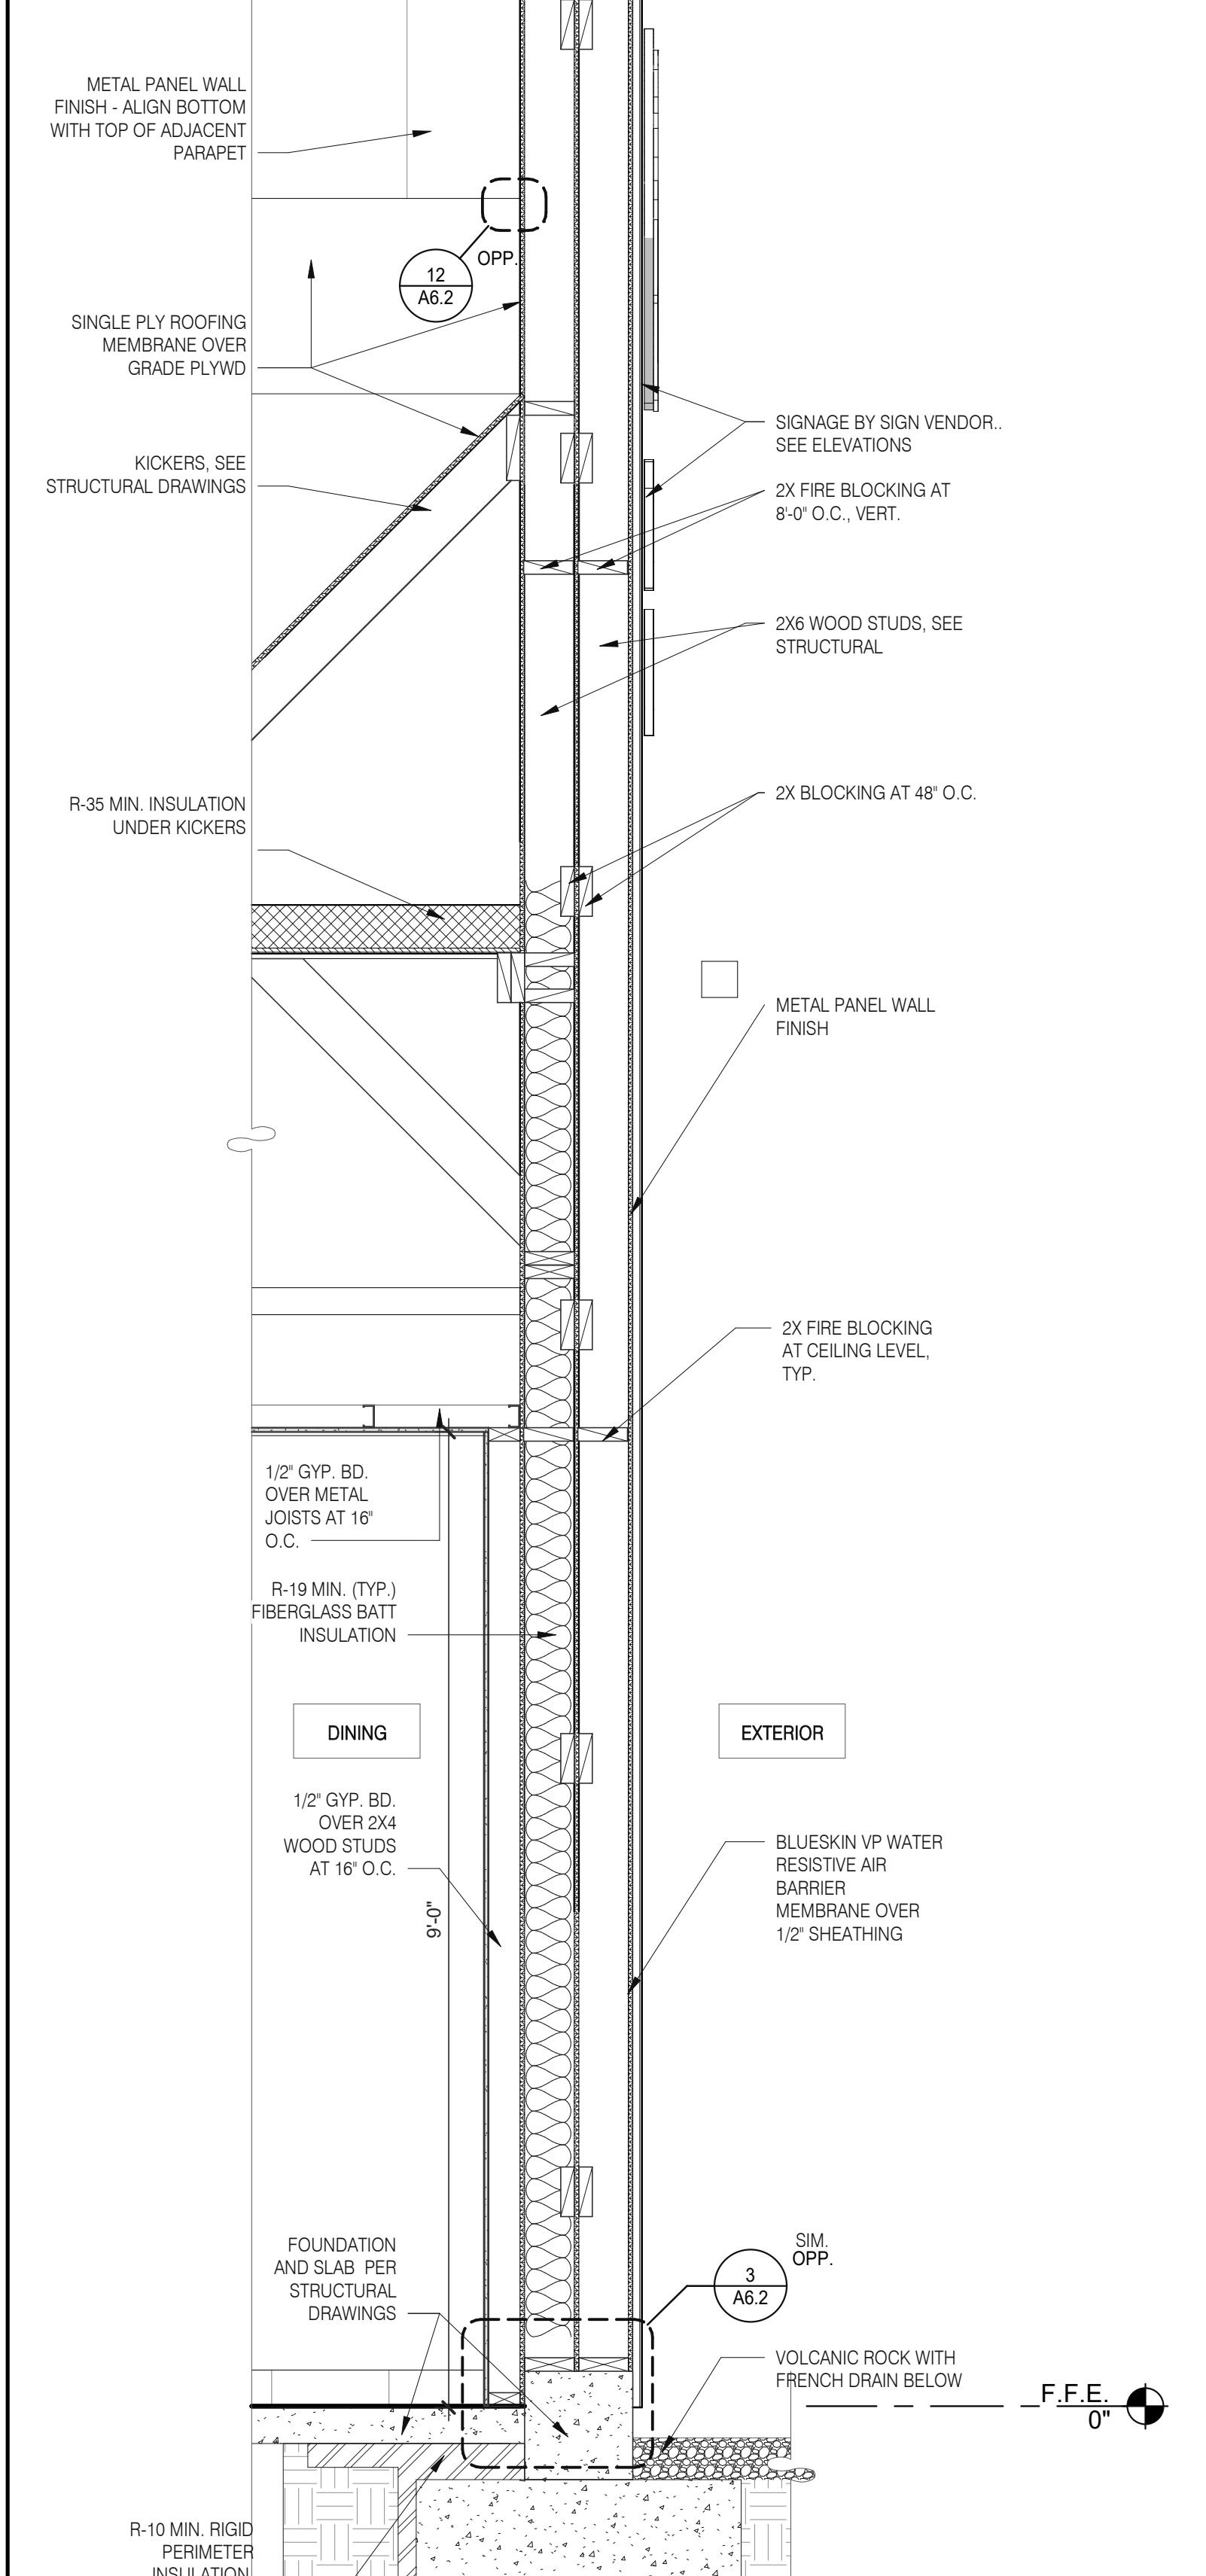 METAL PANEL WALL
FINISH - ALIGN BOTTOM
WITH TOP OF ADJACENT
PARAPET
OPP.
12
A6.2
SINGLE PLY ROOFING
MEMBRANE OVER
GRADE PLYWD
SIGNAGE BY SIGN VENDOR..
SEE ELEVATIONS
KICKERS, SEE
STRUCTURAL DRAWINGS
2X FIRE BLOCKING AT
8'-0" O.C., VERT.
2X6 WOOD STUDS, SEE
STRUCTURAL
R-35 MIN. INSULATION
UNDER KICKERS
2X BLOCKING AT 48" O.C.
METAL PANEL WALL
FINISH
2X FIRE BLOCKING
AT CEILING LEVEL,
TYP.
1/2" GYP. BD.
OVER METAL
JOISTS AT 16"
O.C.
R-19 MIN. (TYP.)
FIBERGLASS BATT
INSULATION
DINING
EXTERIOR
1/2" GYP. BD.
OVER 2X4
WOOD STUDS
AT 16" O.C.
9'-0"
BLUESKIN VP WATER
RESISTIVE AIR
BARRIER
MEMBRANE OVER
1/2" SHEATHING
FOUNDATION
AND SLAB PER
STRUCTURAL
DRAWINGS
SIM.
OPP.
3
A6.2
VOLCANIC ROCK WITH
FRENCH DRAIN BELOW
F.F.E.
0"
R-10 MIN. RIGID
PERIMETER
INSULATION